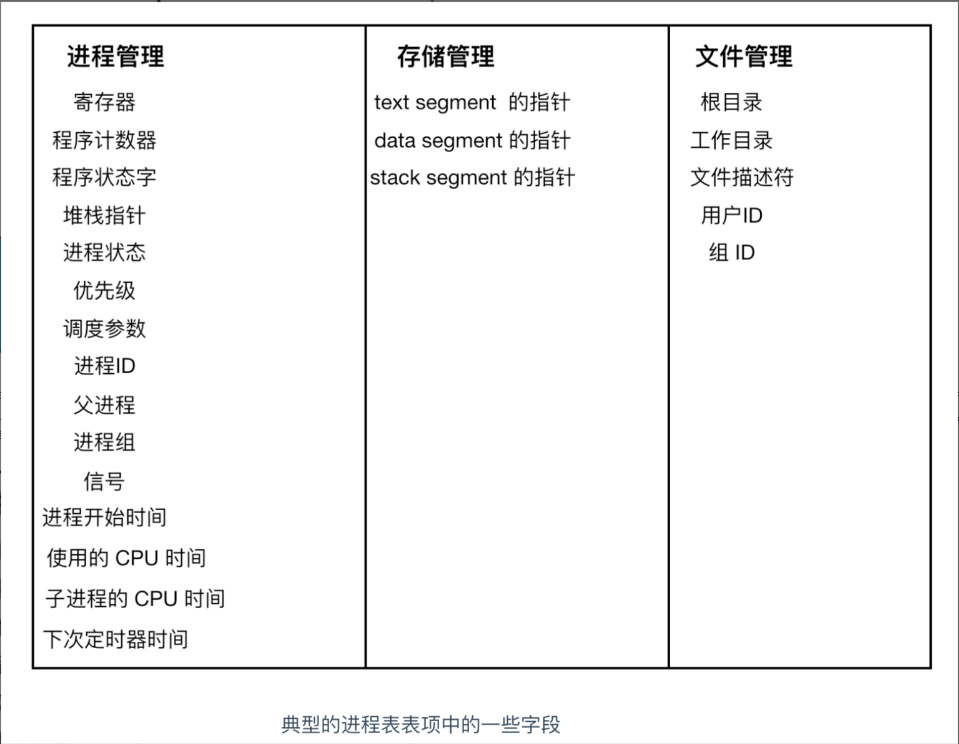 进程管理
寄存器
程序计数器
程序状态字
堆栈指针
进程状态
优先级
调度参数
进程ID
父进程
进程组
信号
进程开始时间
使用的 CPU 时间
子进程的 CPU 时间
下次定时器时间
存储管理
text segment 的指针
data segment 的指针
stack segment 的指针
文件管理
根目录
工作目录
文件描述符
用户ID
组 ID
典型的进程表表项中的一些字段